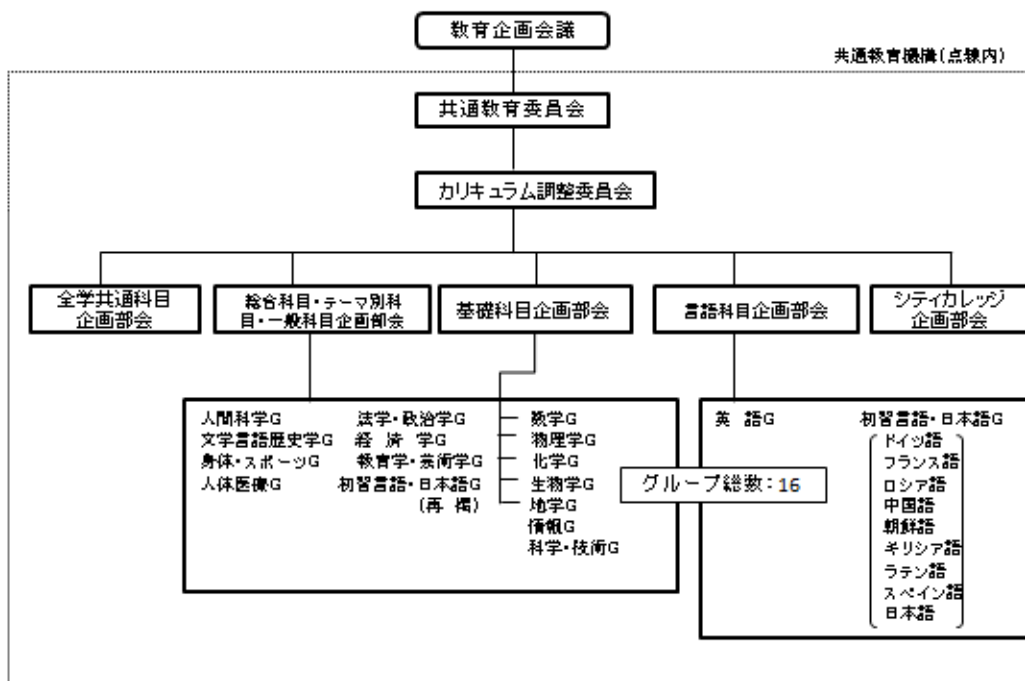 教育企画会議
共通教育機構(点線内)
共通教育委員会
カリキュラム調整委員会
全学共通科目
企画部会
総合科目・テーマ別科
目・一般科目企画部会
基礎科目企画部会
言語科目企画部会
シティカレッジ
企画部会
人間科学G
文学言語歴史学G
身体・スポーツG
人体医療G
法学・政治学G
経 済 学G
教育学・芸術学G
初習言語・日本語G
(再 掲)
数学G
物理学G
化学G
生物学G
地学G
情報G
科学・技術G
グループ総数:16
英 語G
初習言語・日本語G
ドイツ語
フランス語
ロシア語
中国語
朝鮮語
ギリシア語
ラテン語
スペイン語
日本語